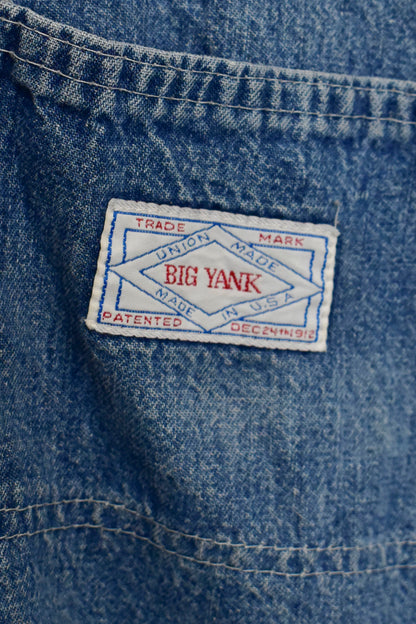 TRADE MARK
UNION MADE
BIG YANK
MADE IN U.S.A
PATENTED DEC 24TH 1912